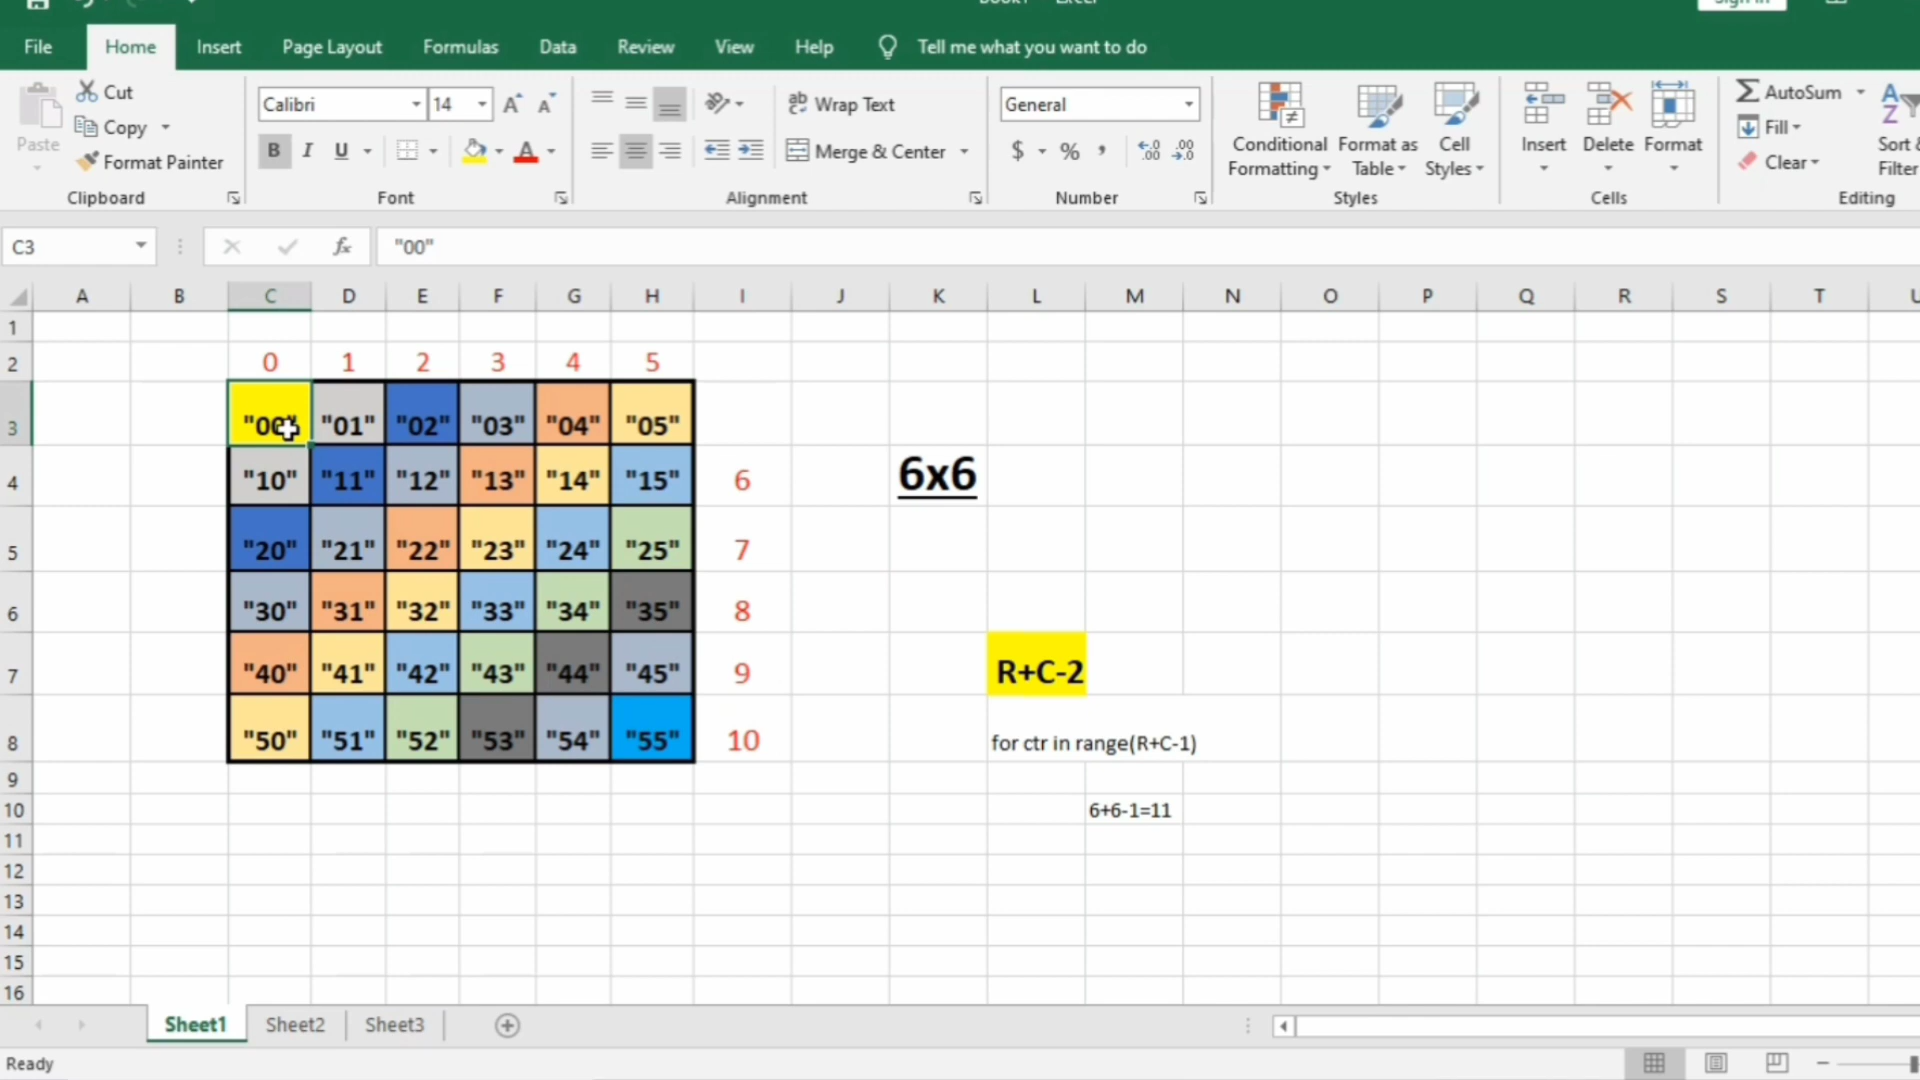 File Home Insert Page Layout Formulas Data Review View Help Tell me what you want to do
Paste
Cut
Copy
Format Painter
Clipboard
Calibri 14
B I U
Font
Wrap Text
Merge & Center
Alignment
General
$ % ,
Number
Conditional Formatting
Format as Table
Cell Styles
Styles
Insert Delete Format
Cells
AutoSum
Fill
Clear
Sort &
Filter
Editing
C3 fx "00"
A B C D E F G H I J K L M N O P Q R S T
1
2 0 1 2 3 4 5
3 "00" "01" "02" "03" "04" "05"
4 "10" "11" "12" "13" "14" "15" 6 6x6
5 "20" "21" "22" "23" "24" "25" 7
6 "30" "31" "32" "33" "34" "35" 8
7 "40" "41" "42" "43" "44" "45" 9 R+C-2
8 "50" "51" "52" "53" "54" "55" 10 for ctr in range(R+C-1)
9
10 6+6-1=11
11
12
13
14
15
16
Sheet1 Sheet2 Sheet3
Ready